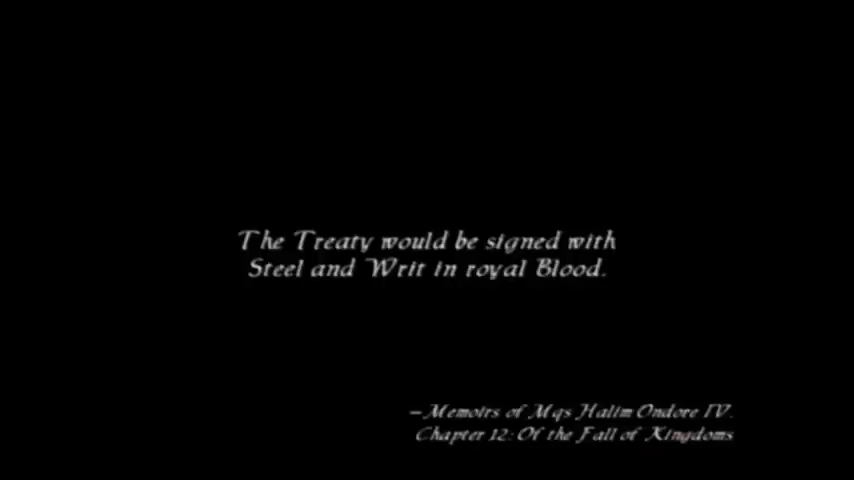 The Treaty would be signed with
Steel and Writ in royal Blood.
—Memoirs of Mqs Halim Ondore IV.
Chapter 12: Of the Fall of Kingdoms